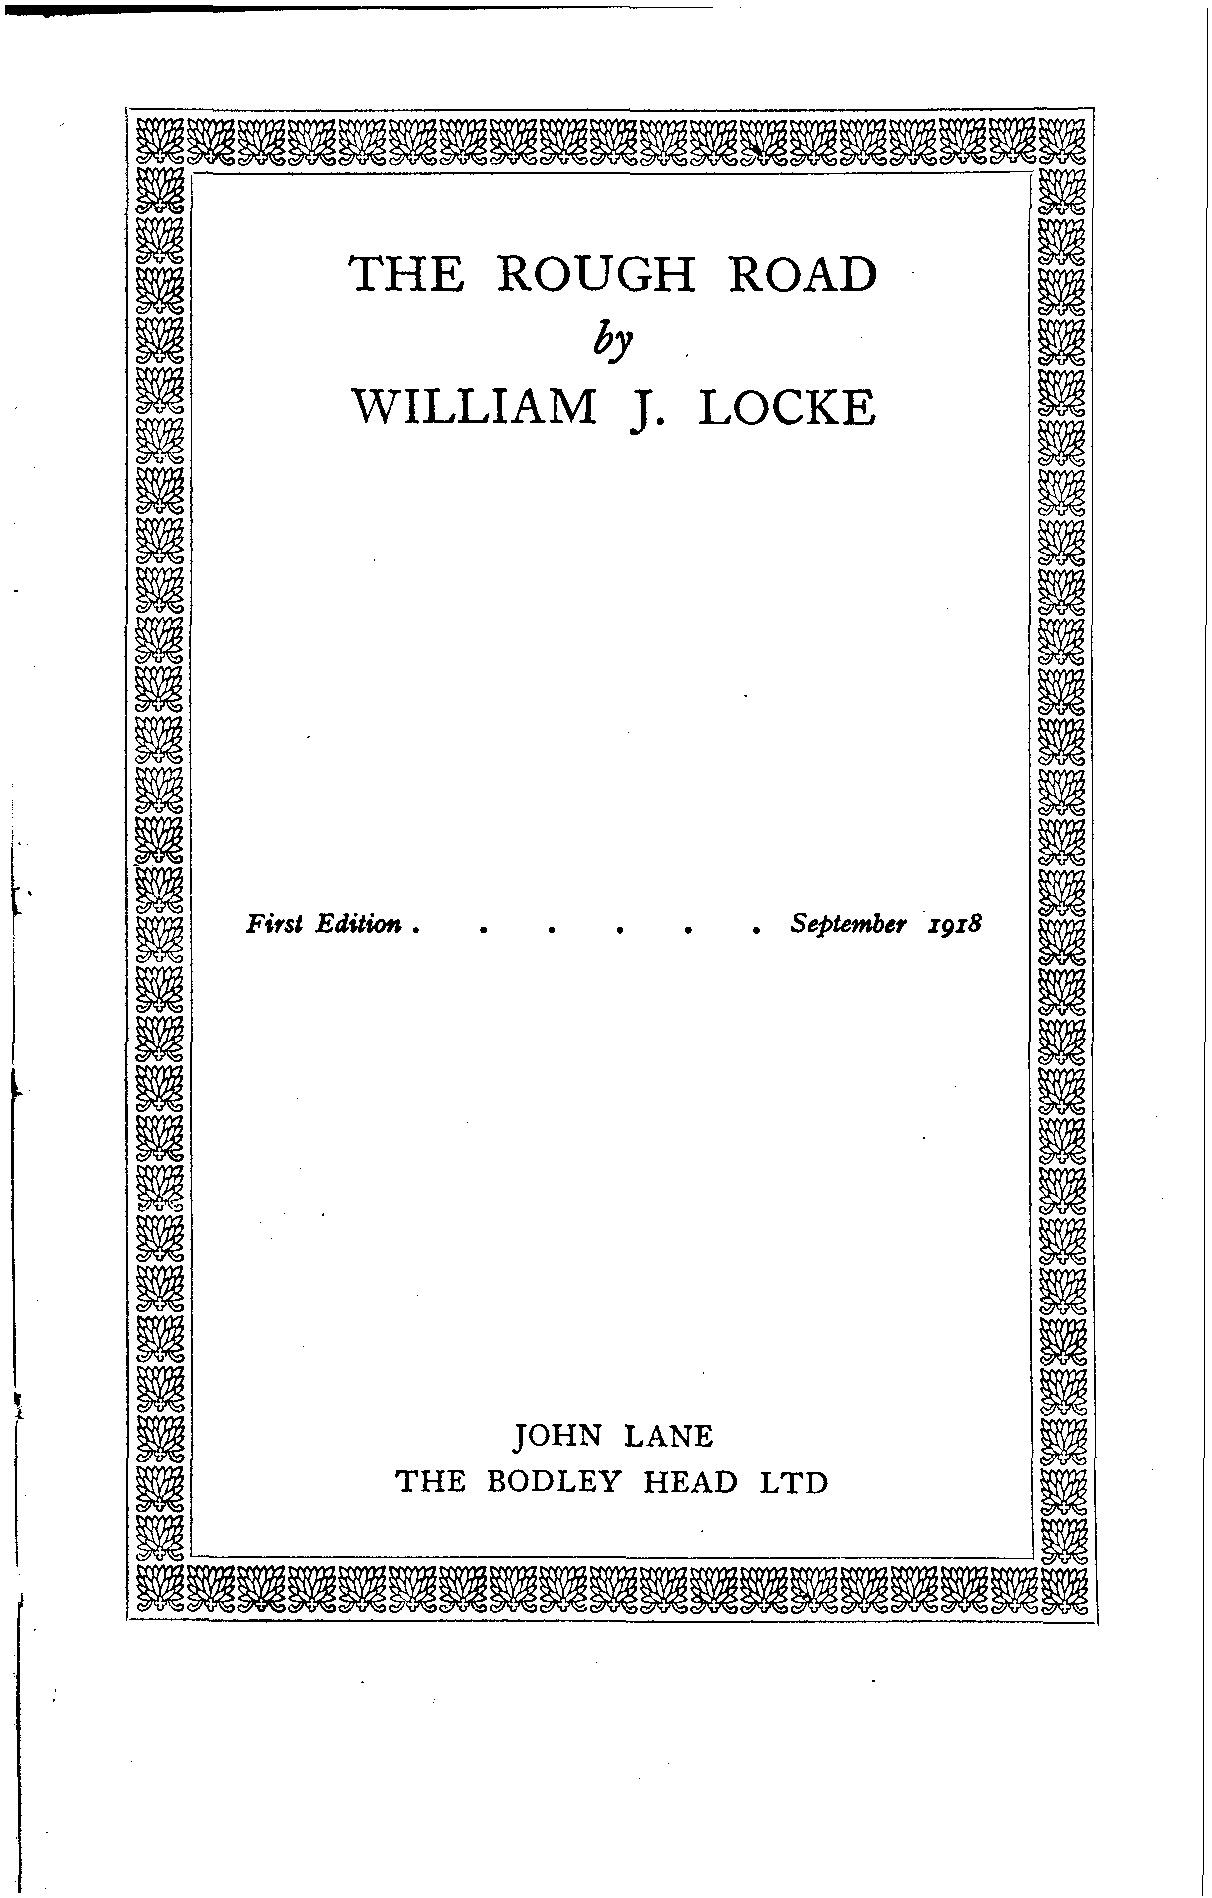 THE ROUGH ROAD
by
WILLIAM J. LOCKE
First Edition . . . . . . September 1918
JOHN LANE
THE BODLEY HEAD LTD